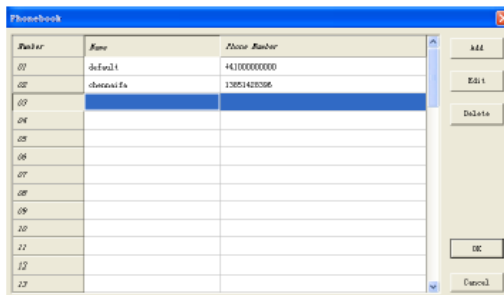 Phonebook
Number Name Phone Number
01 default +41000000000
02 chennaifa 13851428396
03
04
05
06
07
08
09
10
11
12
13
Add
Edit
Delete
OK
Cancel